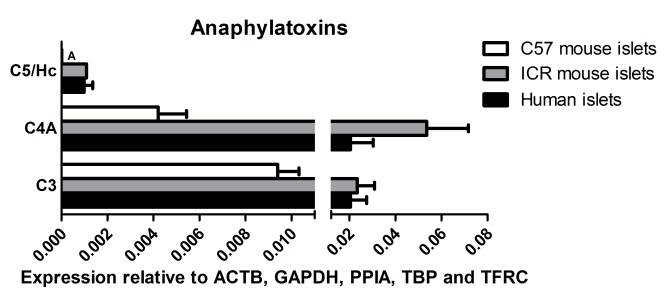 Anaphylatoxins
C57 mouse islets
ICR mouse islets
Human islets
A
C5/Hc
C4A
C3
0.000 0.002 0.004 0.006 0.008 0.010 0.02 0.04 0.06 0.08
Expression relative to ACTB, GAPDH, PPIA, TBP and TFRC